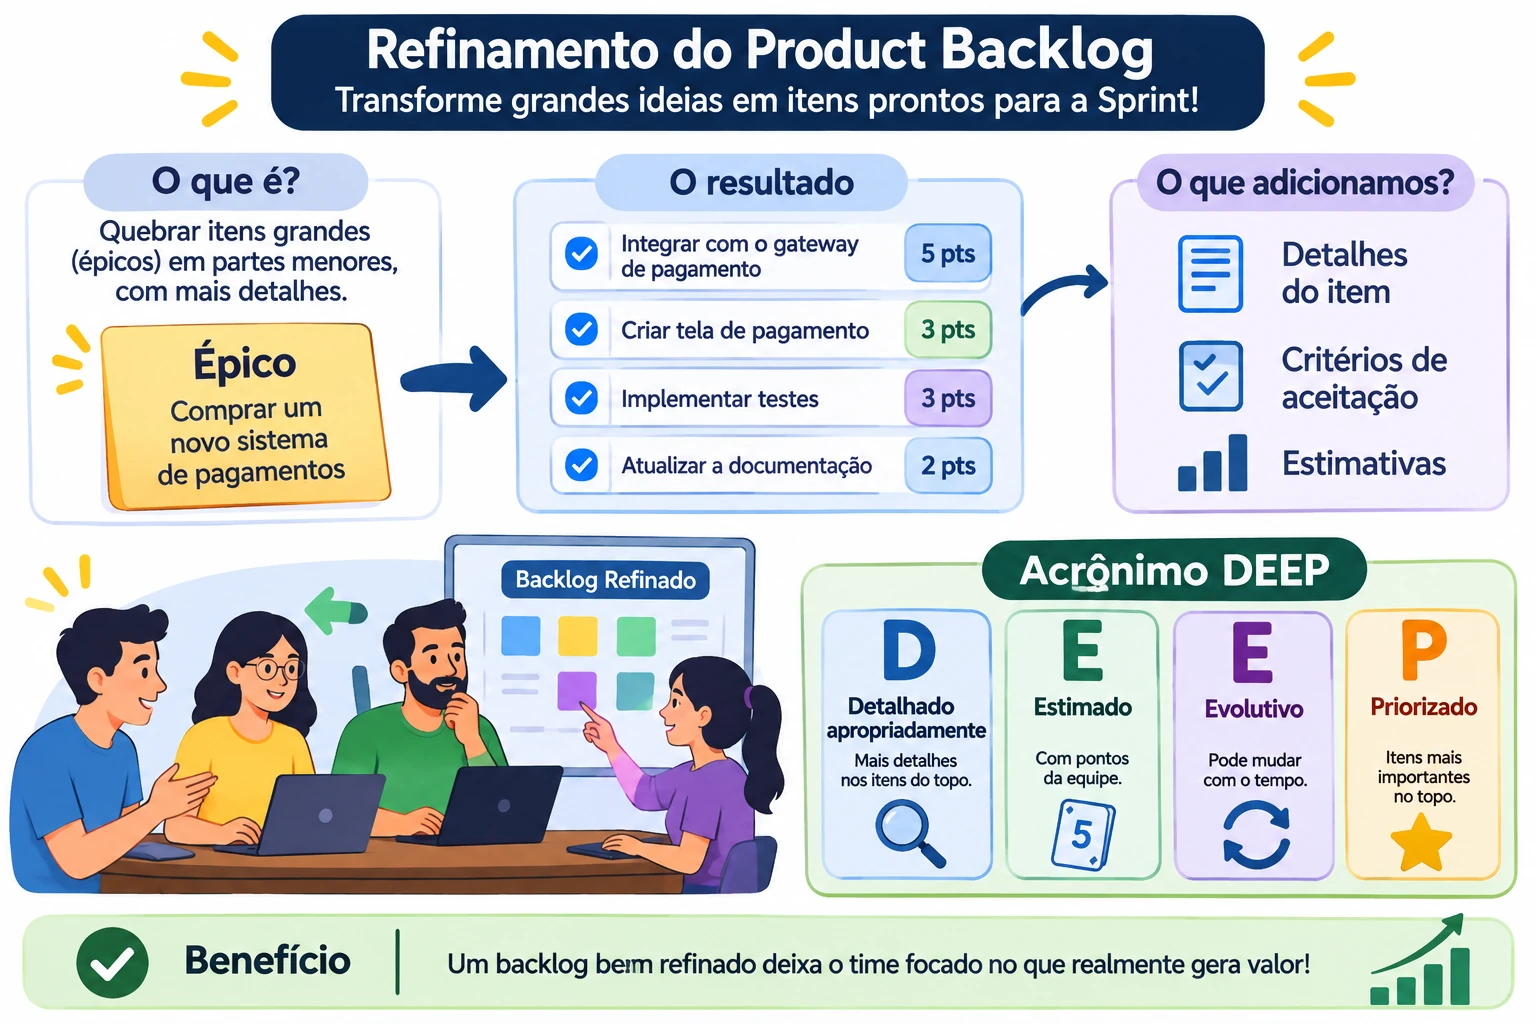 Refinamento do Product Backlog
Transforme grandes ideias em itens prontos para a Sprint!
O que é?
Quebrar itens grandes
(épicos) em partes menores,
com mais detalhes.
Épico
Comprar um
novo sistema
de pagamentos
O resultado
Integrar com o gateway
de pagamento
5 pts
Criar tela de pagamento
3 pts
Implementar testes
3 pts
Atualizar a documentação
2 pts
O que adicionamos?
Detalhes
do item
Critérios de
aceitação
Estimativas
Backlog Refinado
Acrônimo DEEP
D
Detalhado
apropriadamente
Mais detalhes
nos itens do topo.
E
Estimado
Com pontos
da equipe.
5
E
Evolutivo
Pode mudar
com o tempo.
P
Priorizado
Itens mais
importantes
no topo.
Benefício
Um backlog bem refinado deixa o time focado no que realmente gera valor!